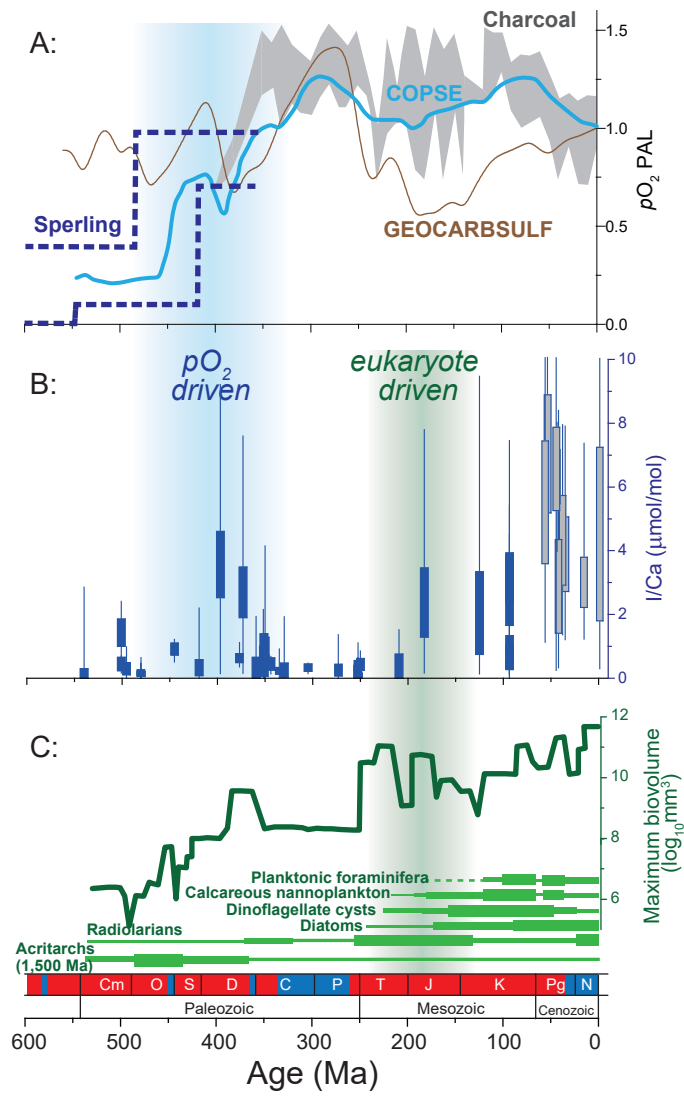 A:
Charcoal
COPSE
Sperling
GEOCARBSULF
1.5
1.0
0.5
0.0
pO2 PAL
B:
pO2
driven
eukaryote
driven
10
8
6
4
2
0
I/Ca (μmol/mol)
C:
12
10
8
6
Maximum biovolume
(log10mm3)
Planktonic foraminifera
Calcareous nannoplankton
Dinoflagellate cysts
Diatoms
Radiolarians
Acritarchs
(1,500 Ma)
Cm O S D C P T J K Pg N
Paleozoic Mesozoic Cenozoic
600 500 400 300 200 100 0
Age (Ma)